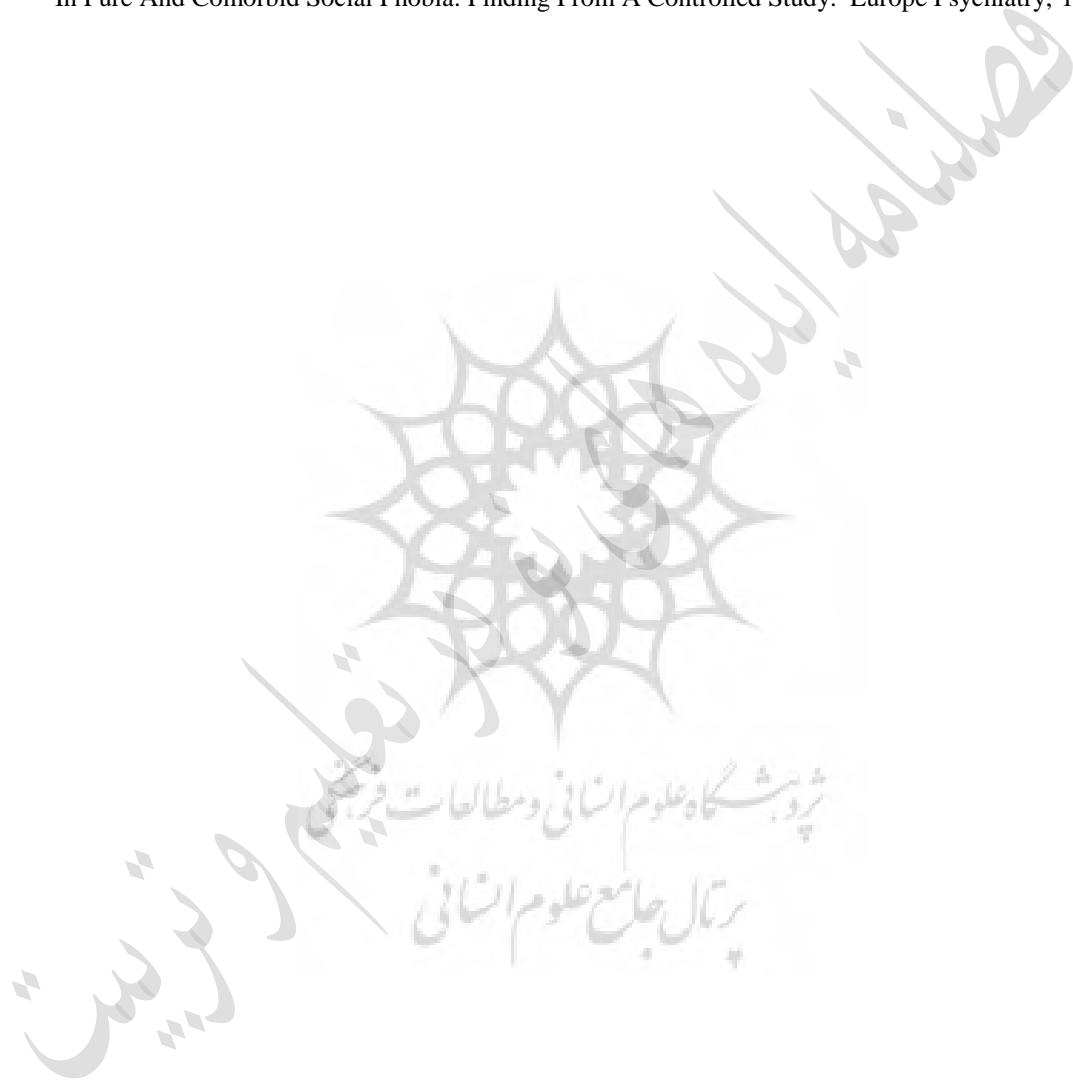 In Pure And Comorbid Social Phobia: Finding From A Controlled Study. Europe Psychiatry, 1
فصلنامه ایده های نو در تعلیم و تربیت
پژوهشگاه علوم انسانی و مطالعات فرهنگی
پرتال جامع علوم انسانی